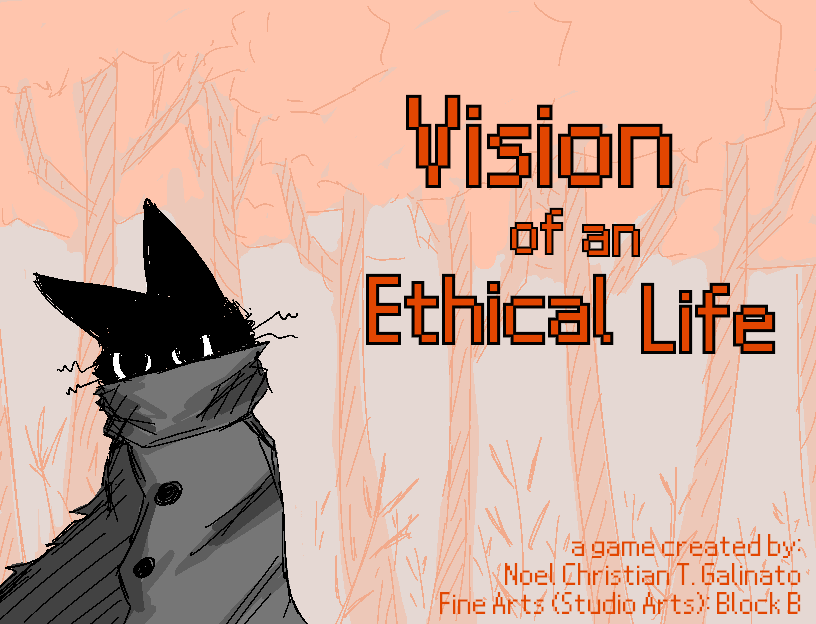 Vision
of an
Ethical Life
a game created by:
Noel Christian T. Galinato
Fine Arts (Studio Arts): Block B